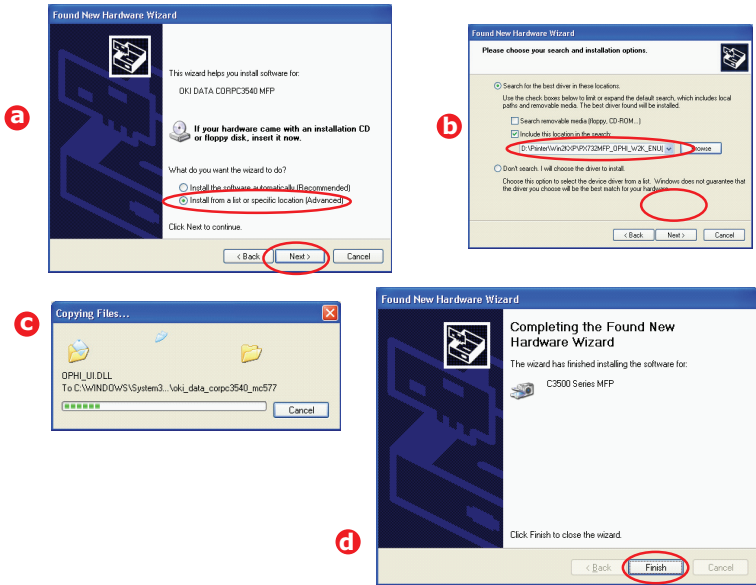 a
Found New Hardware Wizard
This wizard helps you install software for:
OKI DATA CORPC3540 MFP
If your hardware came with an installation CD
or floppy disk, insert it now.
What do you want the wizard to do?
Install the software automatically (Recommended)
Install from a list or specific location (Advanced)
Click Next to continue.
< Back
Next >
Cancel
b
Found New Hardware Wizard
Please choose your search and installation options.
Search for the best driver in these locations.
Use the check boxes below to limit or expand the default search, which includes local
paths and removable media. The best driver found will be installed.
Search removable media (floppy, CD-ROM...)
Include this location in the search:
D:\Printer\Win2KXP\PX732MFP_OPHI_W2K_ENU(
Browse
Don't search. I will choose the driver to install.
Choose this option to select the device driver from a list. Windows does not guarantee that
the driver you choose will be the best match for your hardware.
< Back
Next >
Cancel
c
Copying Files...
OPHI_UI.DLL
To C:\WINDOWS\System3...\oki_data_corpc3540_mc577
Cancel
d
Found New Hardware Wizard
Completing the Found New
Hardware Wizard
The wizard has finished installing the software for:
C3500 Series MFP
Click Finish to close the wizard.
< Back
Finish
Cancel